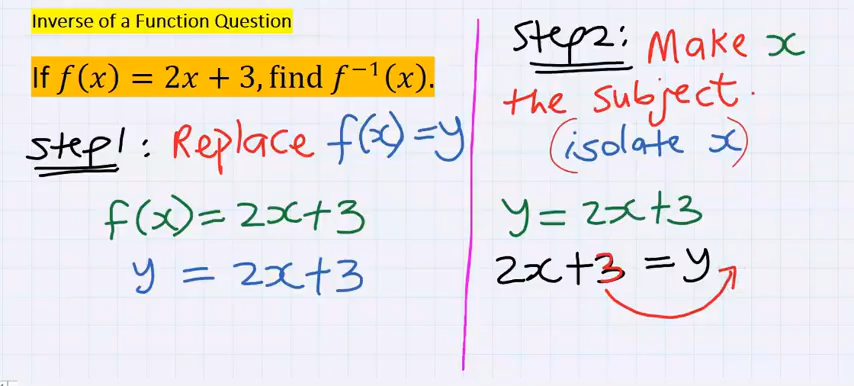 Inverse of a Function Question
If f(x) = 2x + 3, find f⁻¹(x).
Step1: Replace f(x) = y
f(x) = 2x+3
y = 2x+3
Step2: Make x
the subject.
(isolate x)
y = 2x+3
2x+3 = y